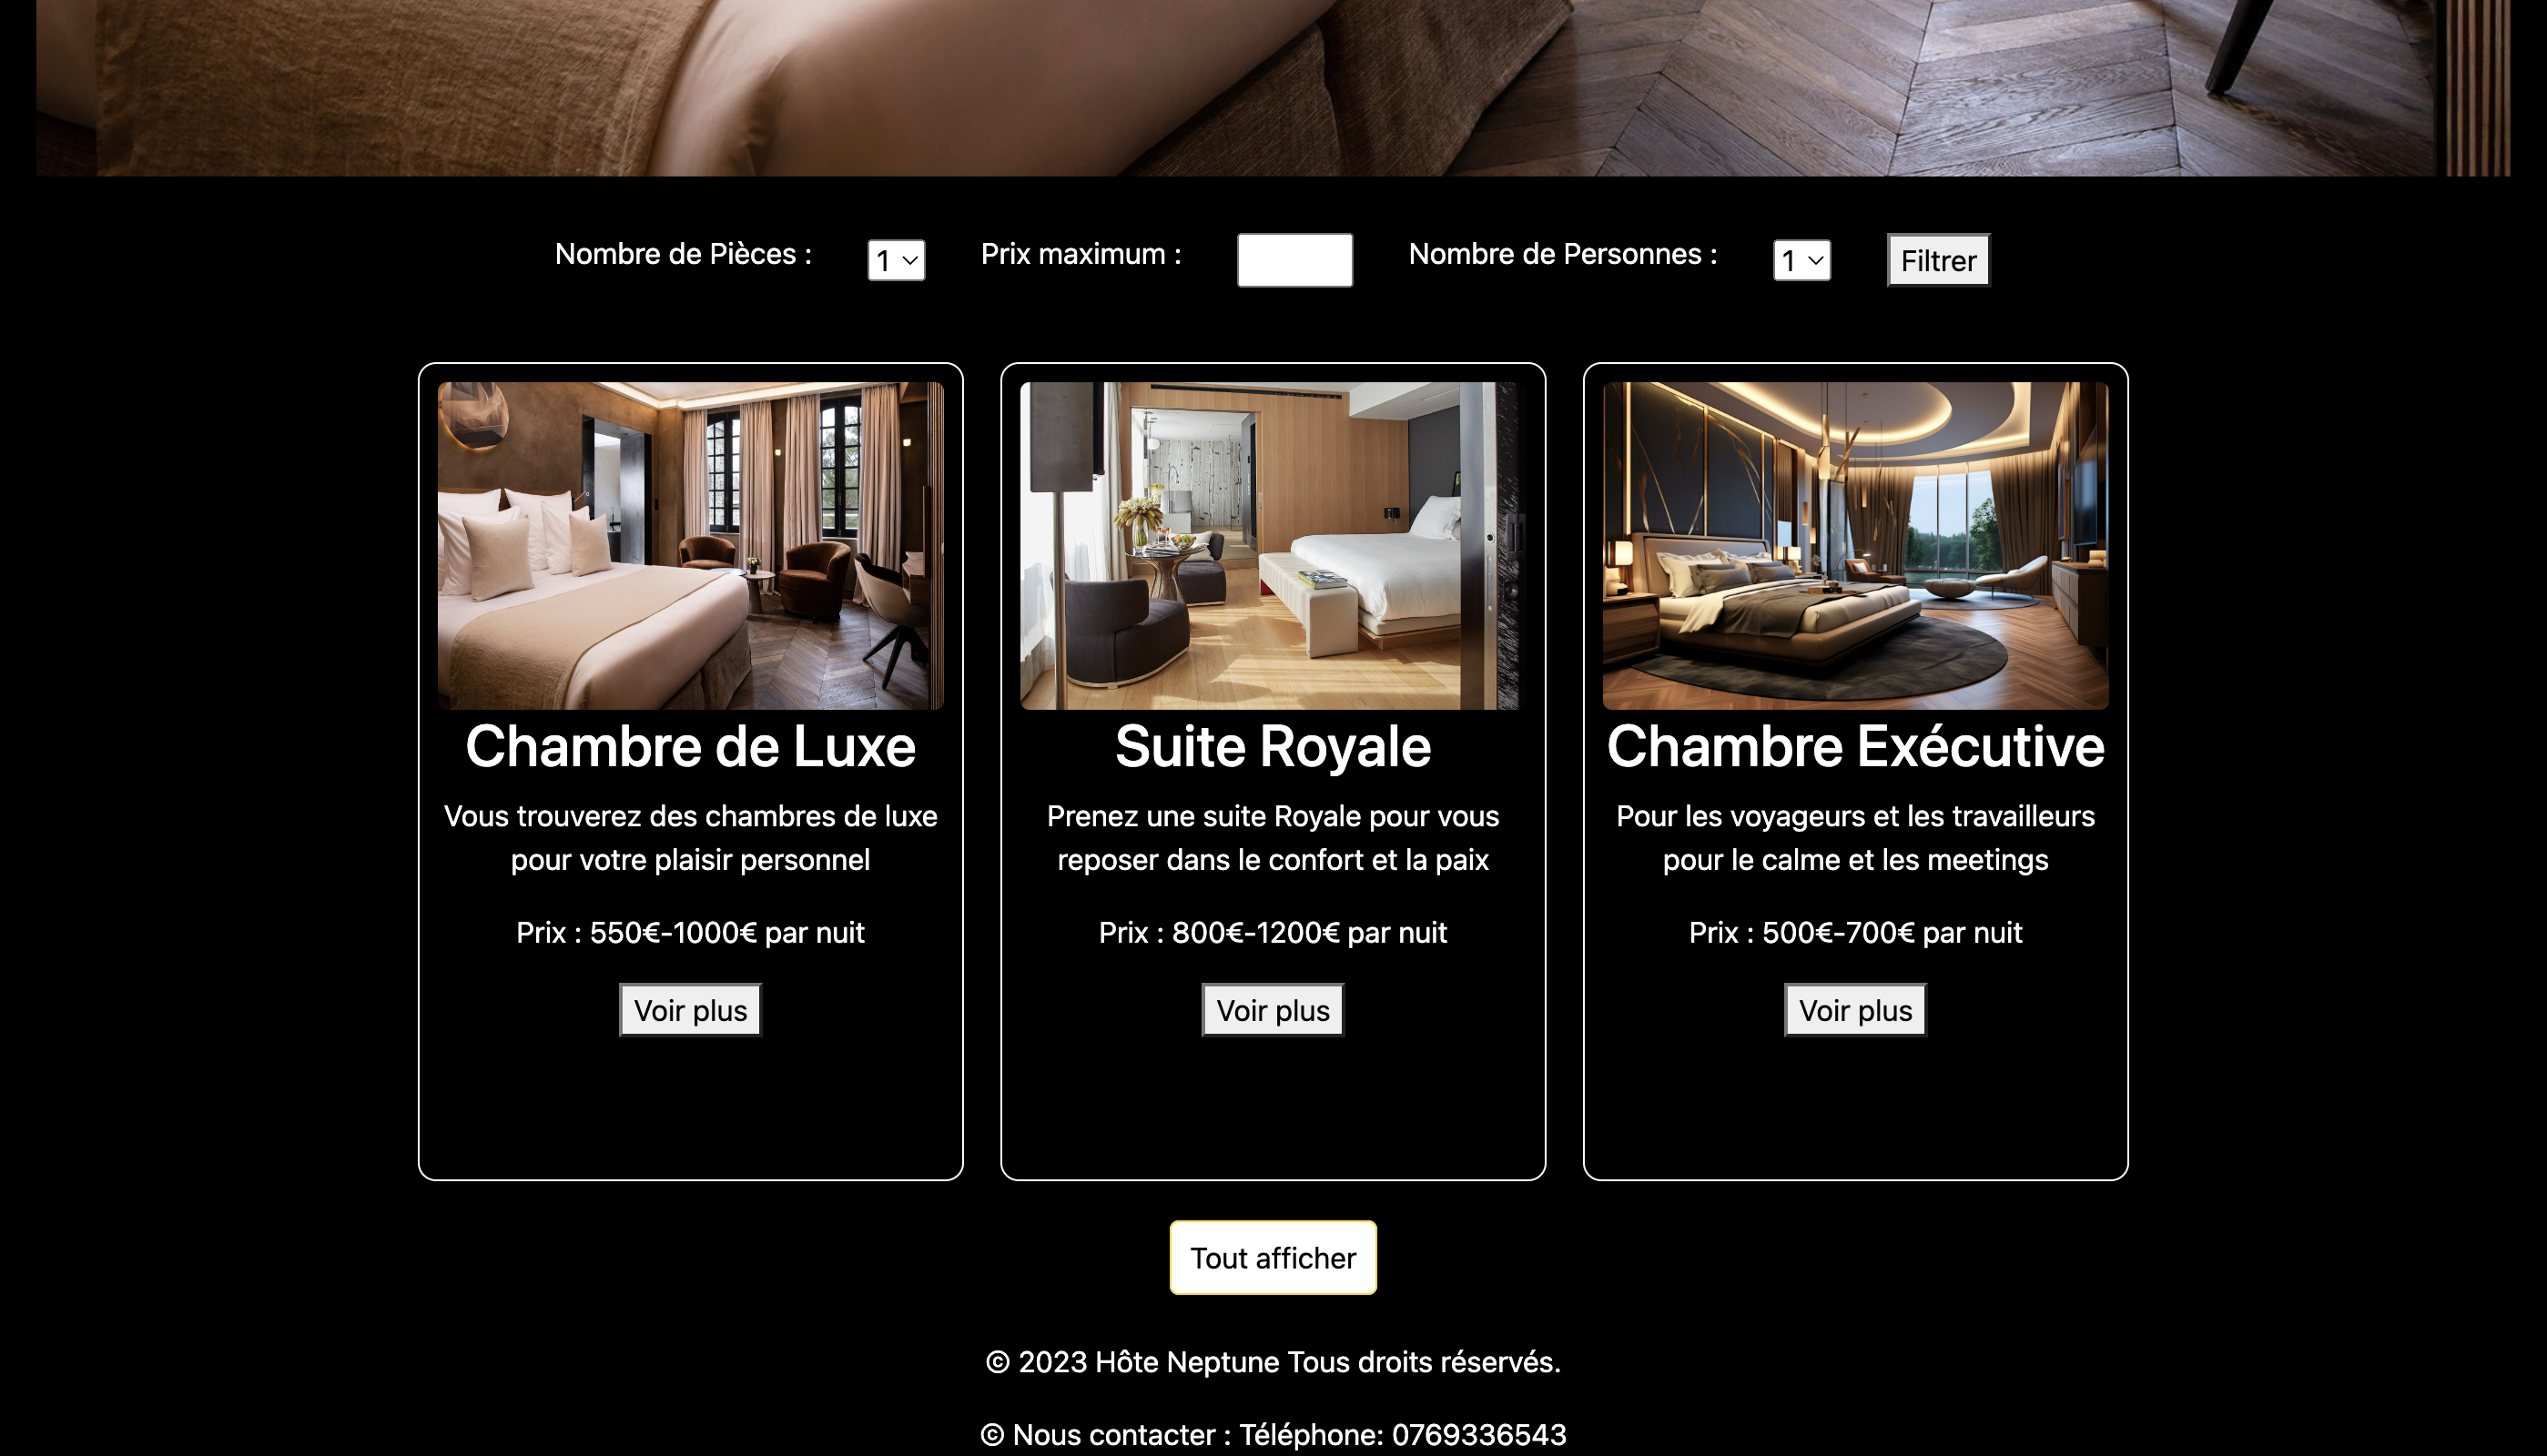 Nombre de Pièces : 1 Prix maximum : Nombre de Personnes : 1 Filtrer
Chambre de Luxe
Vous trouverez des chambres de luxe
pour votre plaisir personnel
Prix : 550€-1000€ par nuit
Voir plus
Suite Royale
Prenez une suite Royale pour vous
reposer dans le confort et la paix
Prix : 800€-1200€ par nuit
Voir plus
Chambre Exécutive
Pour les voyageurs et les travailleurs
pour le calme et les meetings
Prix : 500€-700€ par nuit
Voir plus
Tout afficher
© 2023 Hôte Neptune Tous droits réservés.
© Nous contacter : Téléphone: 0769336543